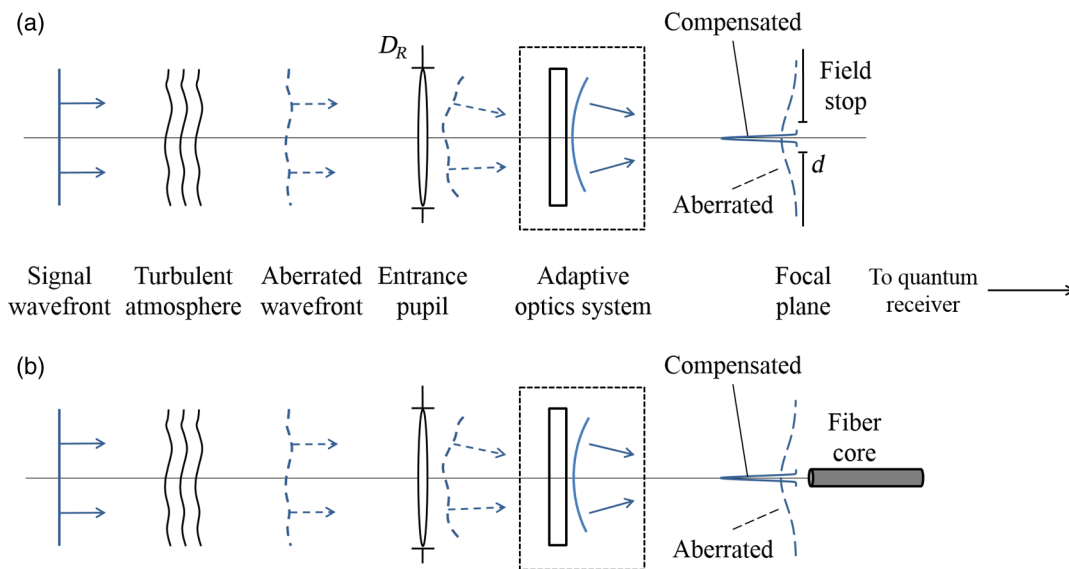 (a)
Compensated
D_R
Field
stop
d
Aberrated
Signal
wavefront
Turbulent
atmosphere
Aberrated
wavefront
Entrance
pupil
Adaptive
optics system
Focal
plane
To quantum
receiver
(b)
Compensated
Fiber
core
Aberrated